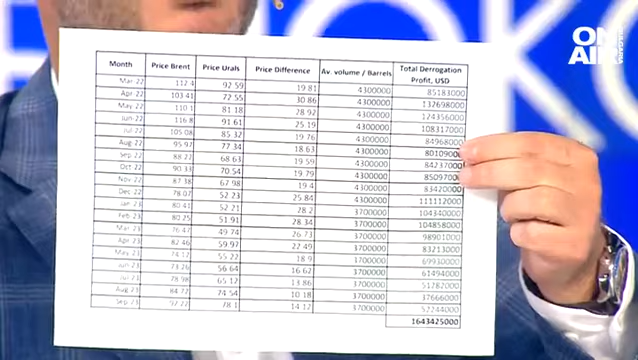 ON
AIR
BULGARIA
Month Price Brent Price Urals Price Difference Av. volume / Barrels Total Derrogation Profit, USD
Mar 22 112.4 92.59 19.81 4300000 85183000
Apr 22 103.41 72.55 30.86 4300000 132698000
May 22 110.1 81.18 28.92 4300000 124356000
Jun 22 116.8 91.61 25.19 4300000 108317000
Jul 22 105.08 85.32 19.76 4300000 84968000
Aug 22 95.97 77.34 18.63 4300000 80109000
Sep 22 88.22 68.63 19.59 4300000 84237000
Oct 22 90.33 70.54 19.79 4300000 85097000
Nov 22 87.38 67.98 19.4 4300000 83420000
Dec 22 78.07 52.23 25.84 4300000 111112000
Jan 23 80.41 52.21 28.2 3700000 104340000
Feb 23 80.25 51.91 28.34 3700000 104858000
Mar 23 76.47 49.74 26.73 3700000 98901000
Apr 23 82.46 59.97 22.49 3700000 83213000
May 23 74.12 55.22 18.9 3700000 69930000
Jun 23 73.26 56.64 16.62 3700000 61494000
Jul 23 78.98 65.12 13.86 3700000 51282000
Aug 23 84.72 74.54 10.18 3700000 37666000
Sep 23 92.22 78.1 14.12 3700000 52244000
1643425000